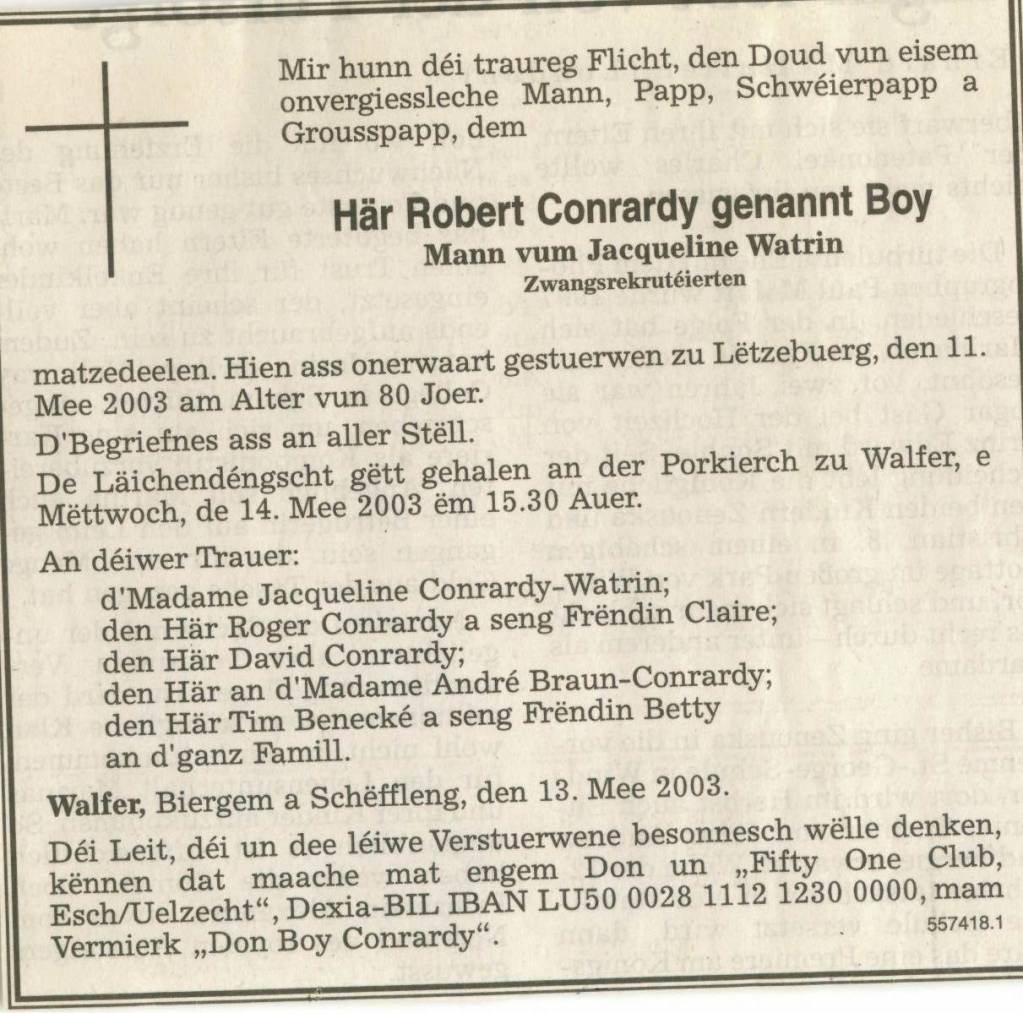 Mir hunn déi traureg Flicht, den Doud vun eisem
onvergiessleche Mann, Papp, Schwéierpapp a
Grousspapp, dem
Här Robert Conrardy genannt Boy
Mann vum Jacqueline Watrin
Zwangsrekrutéierten
matzedeelen. Hien ass onerwaart gestuerwen zu Lëtzebuerg, den 11.
Mee 2003 am Alter vun 80 Joer.
D'Begriefnes ass an aller Stëll.
De Läichendéngscht gëtt gehalen an der Porkierch zu Walfer, e
Mëttwoch, de 14. Mee 2003 ëm 15.30 Auer.
An déiwer Trauer:
d'Madame Jacqueline Conrardy-Watrin;
den Här Roger Conrardy a seng Frëndin Claire;
den Här David Conrardy;
den Här an d'Madame André Braun-Conrardy;
den Här Tim Benecké a seng Frëndin Betty
an d'ganz Famill.
Walfer, Biergem a Schëffleng, den 13. Mee 2003.
Déi Leit, déi un dee léiwe Verstuerwene besonnesch wëlle denken,
kënnen dat maache mat engem Don un „Fifty One Club,
Esch/Uelzecht“, Dexia-BIL IBAN LU50 0028 1112 1230 0000, mam
Vermierk „Don Boy Conrardy“.
557418.1